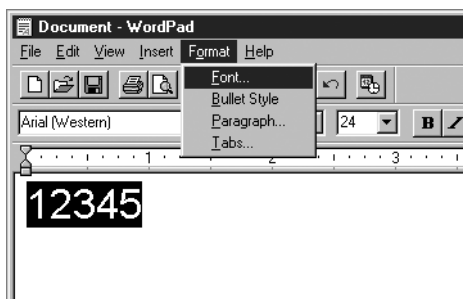 Document - WordPad
File Edit View Insert Format Help
Font...
Bullet Style
Paragraph...
Tabs...
Arial (Western) 24 B I
1 2 3
12345